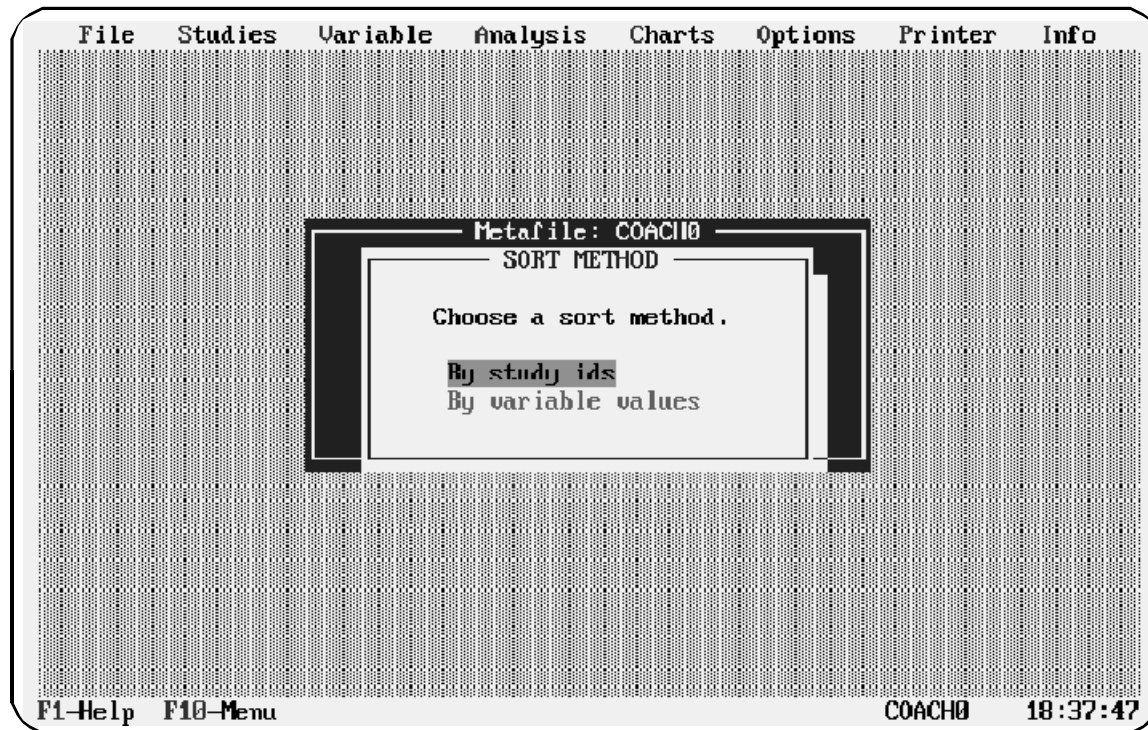 File Studies Variable Analysis Charts Options Printer Info
Metafile: COACH0
SORT METHOD
Choose a sort method.
By study ids
By variable values
F1-Help F10-Menu COACH0 18:37:47